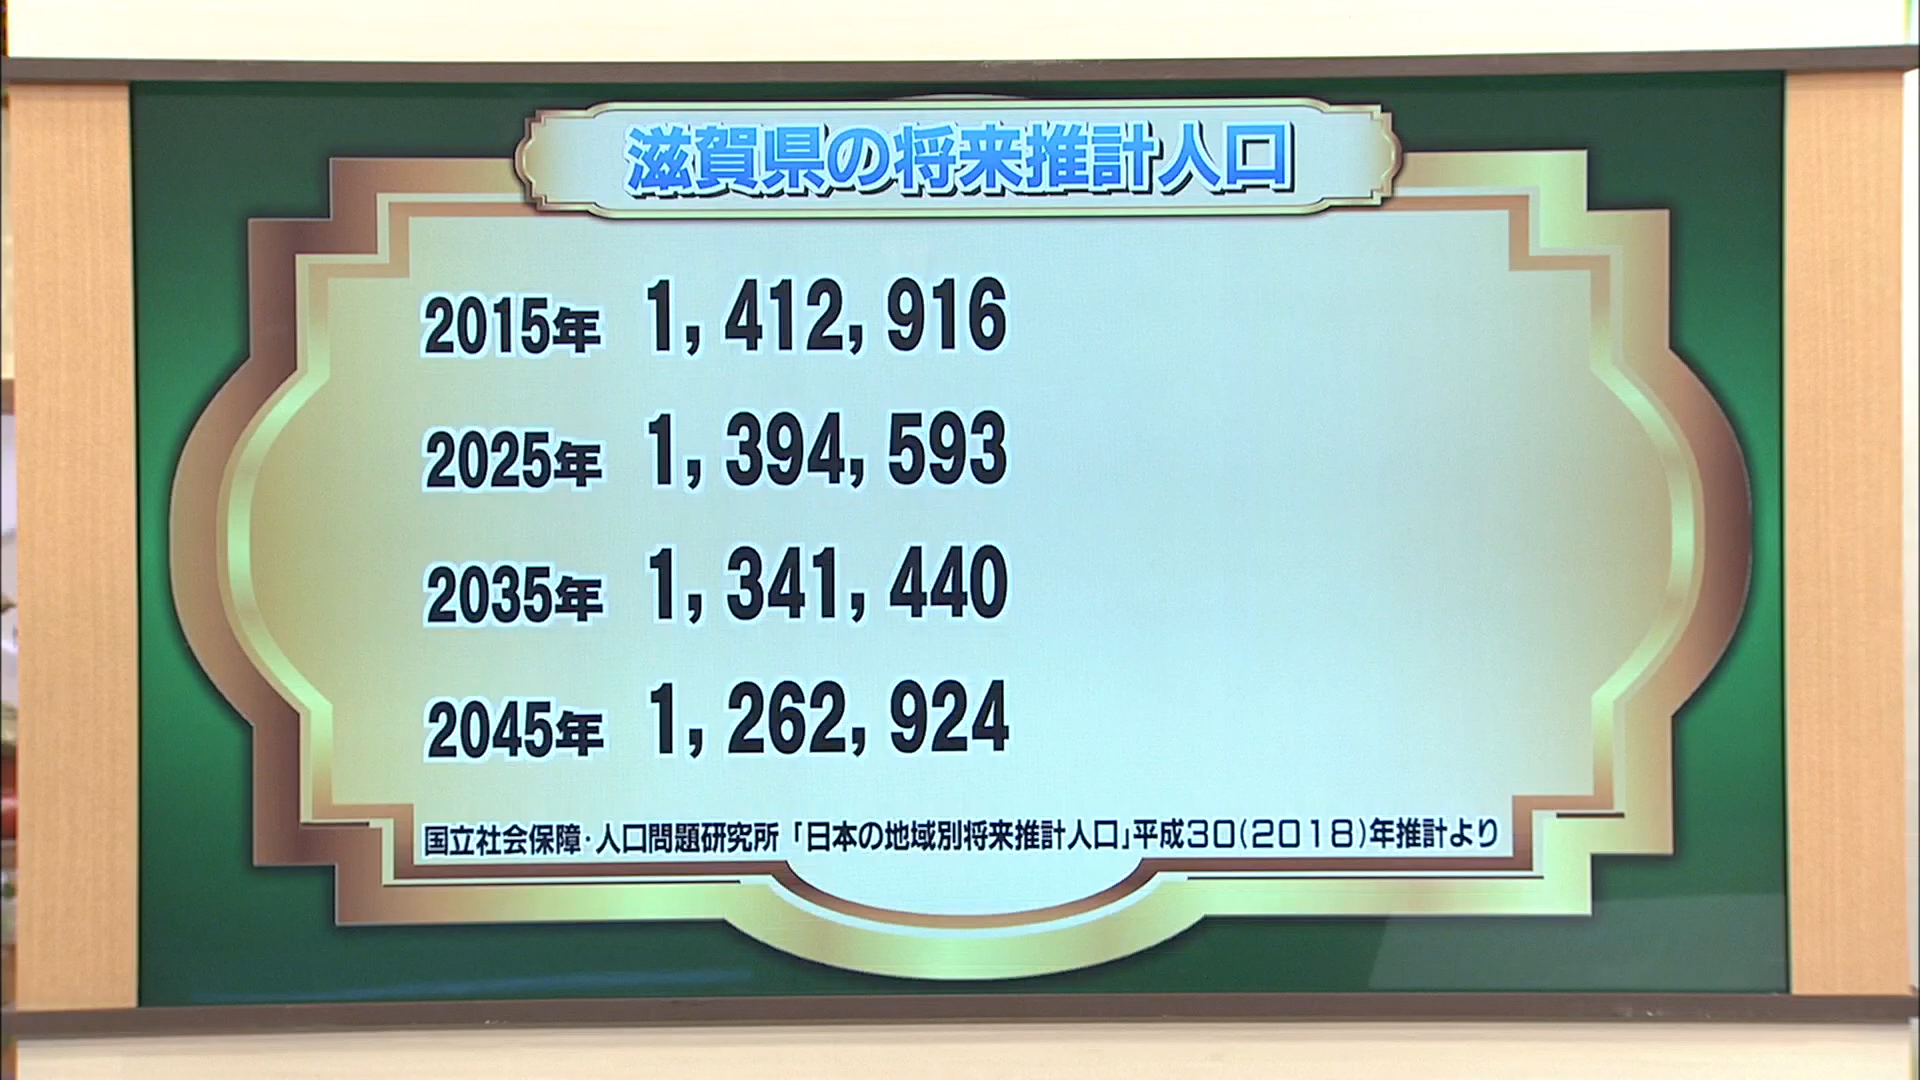 滋賀県の将来推計人口
2015年 1,412,916
2025年 1,394,593
2035年 1,341,440
2045年 1,262,924
国立社会保障・人口問題研究所「日本の地域別将来推計人口」平成30(2018)年推計より